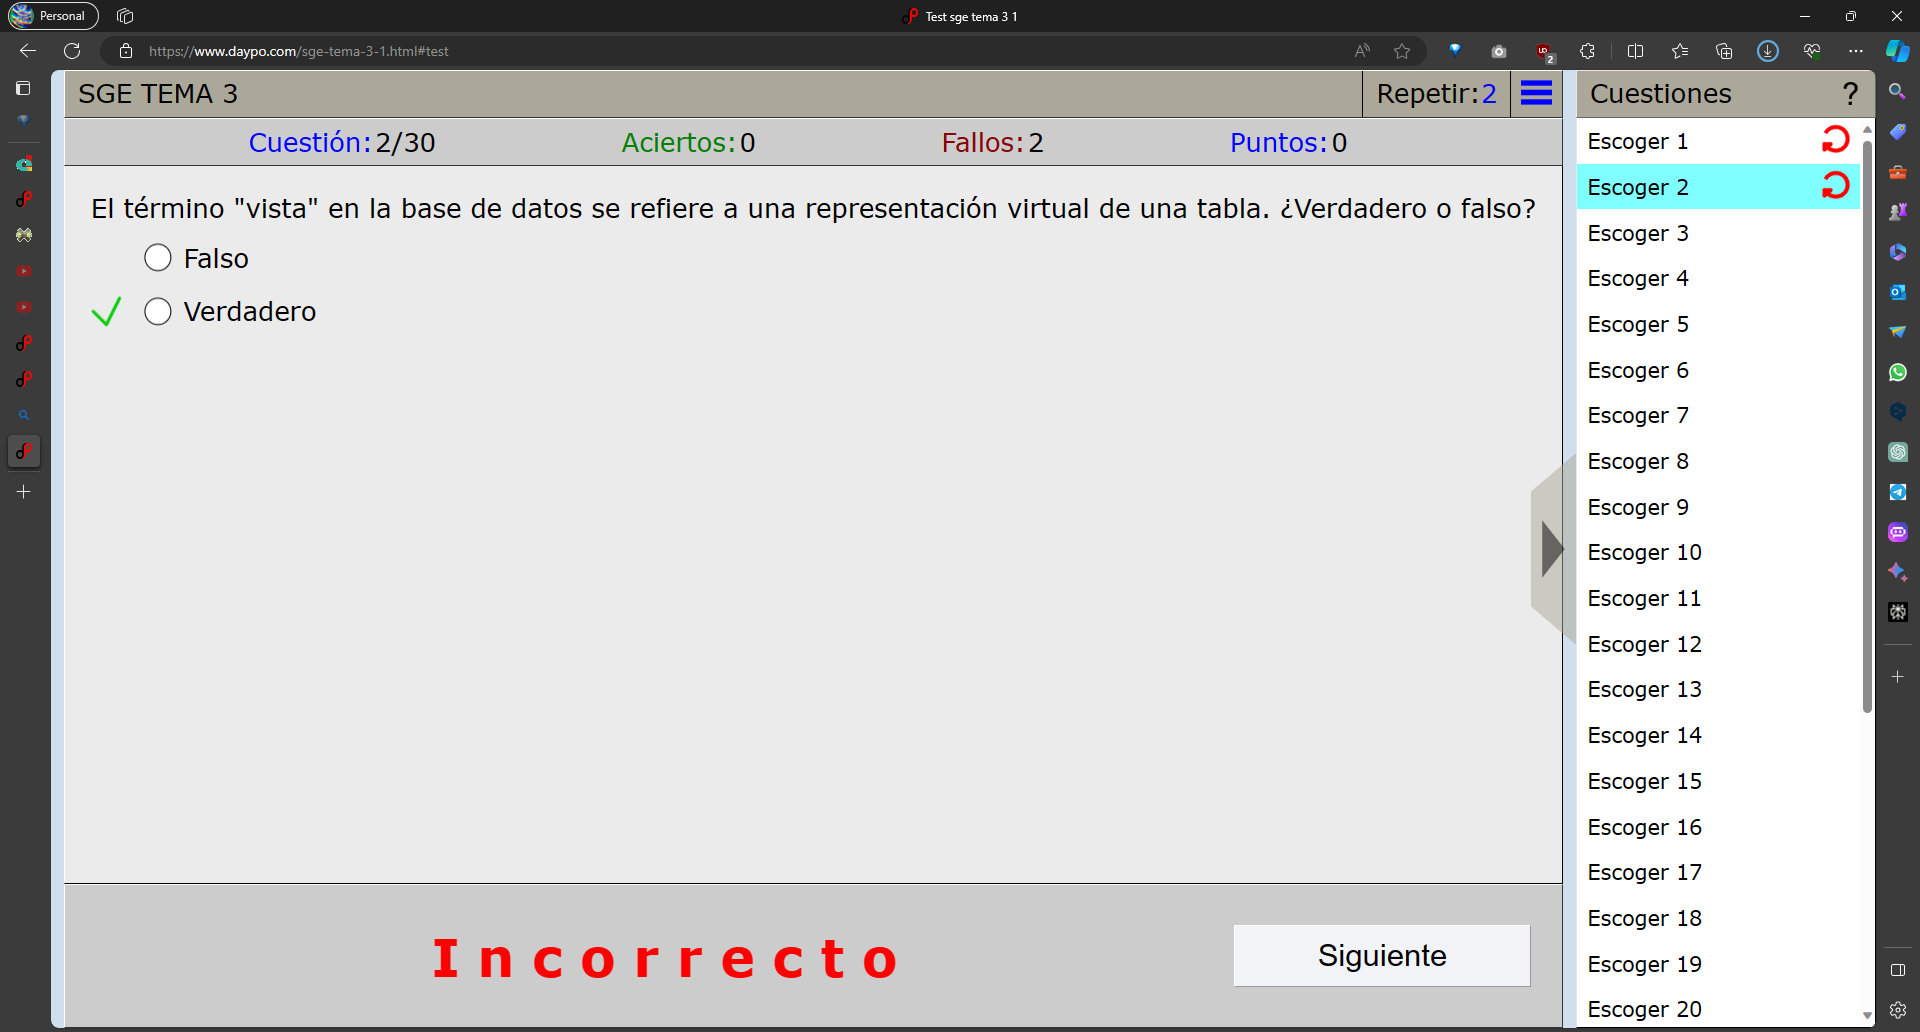 Personal
Test sge tema 3 1
https://www.daypo.com/sge-tema-3-1.html#test
2
SGE TEMA 3
Repetir:2
Cuestión:2/30
Aciertos:0
Fallos:2
Puntos:0
El término "vista" en la base de datos se refiere a una representación virtual de una tabla. ¿Verdadero o falso?
Falso
Verdadero
Incorrecto
Siguiente
Cuestiones
?
Escoger 1
Escoger 2
Escoger 3
Escoger 4
Escoger 5
Escoger 6
Escoger 7
Escoger 8
Escoger 9
Escoger 10
Escoger 11
Escoger 12
Escoger 13
Escoger 14
Escoger 15
Escoger 16
Escoger 17
Escoger 18
Escoger 19
Escoger 20